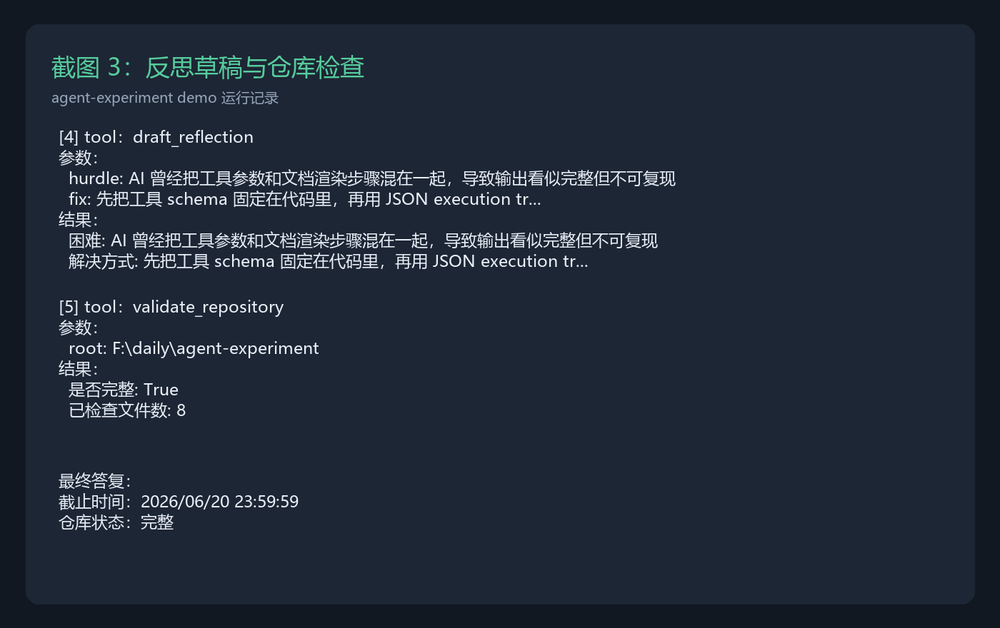 截图 3：反思草稿与仓库检查
agent-experiment demo 运行记录
[4] tool：draft_reflection
参数：
hurdle: AI 曾经把工具参数和文档渲染步骤混在一起，导致输出看似完整但不可复现
fix: 先把工具 schema 固定在代码里，再用 JSON execution tr...
结果：
困难: AI 曾经把工具参数和文档渲染步骤混在一起，导致输出看似完整但不可复现
解决方式: 先把工具 schema 固定在代码里，再用 JSON execution tr...
[5] tool：validate_repository
参数：
root: F:\daily\agent-experiment
结果：
是否完整: True
已检查文件数: 8
最终答复：
截止时间：2026/06/20 23:59:59
仓库状态：完整